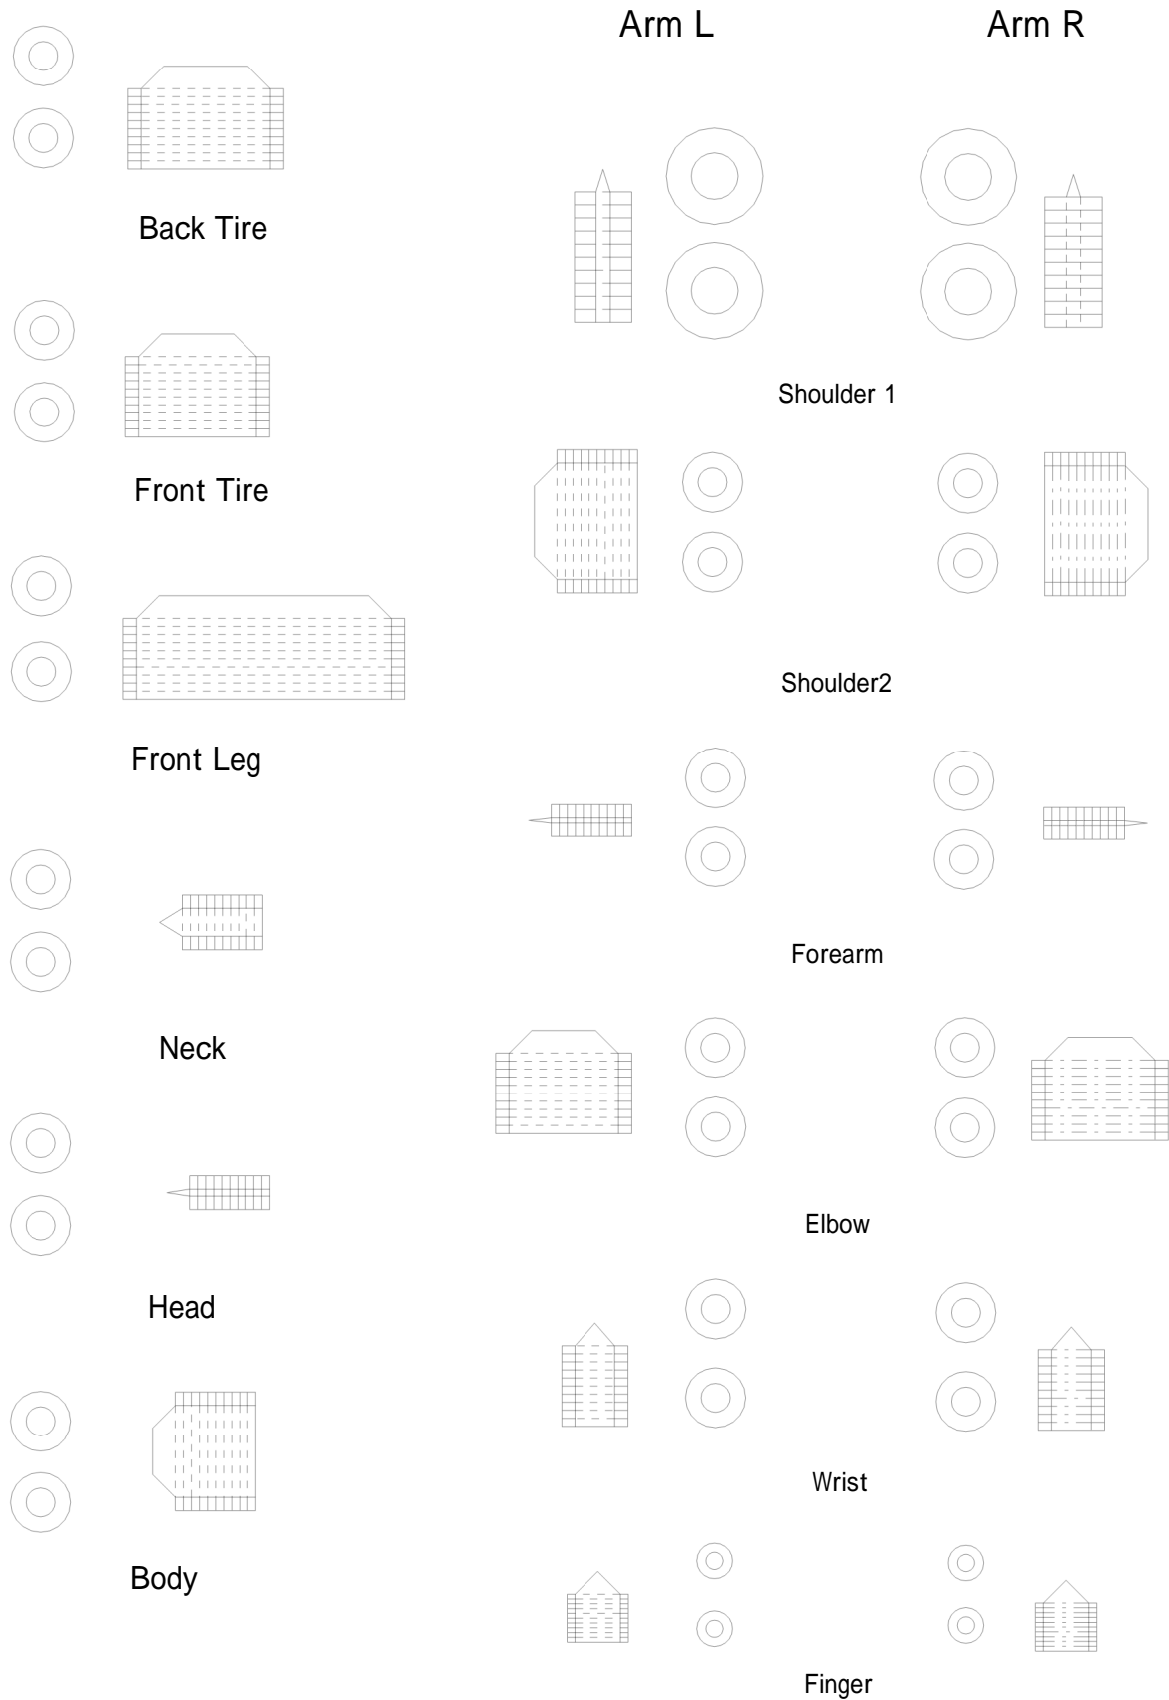 Arm L
Arm R
Back Tire
Shoulder 1
Front Tire
Shoulder2
Front Leg
Forearm
Neck
Elbow
Head
Wrist
Body
Finger